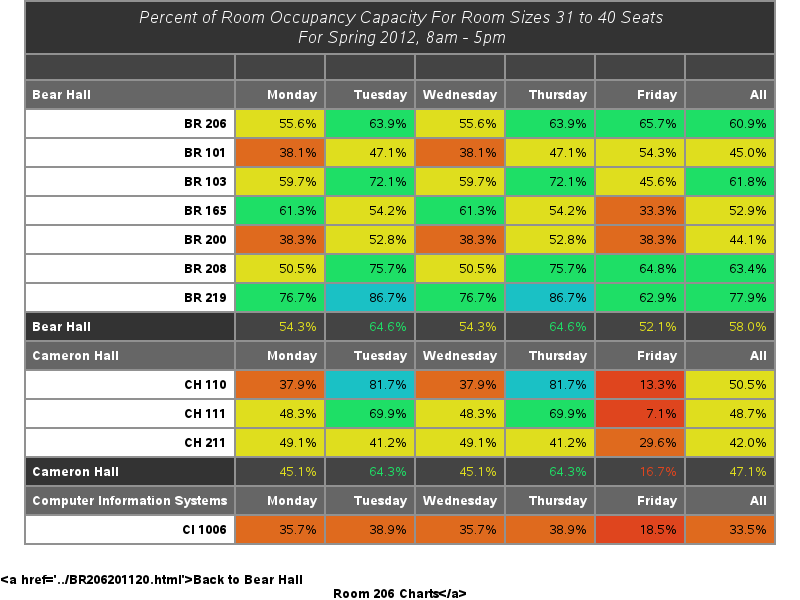 Percent of Room Occupancy Capacity For Room Sizes 31 to 40 Seats
For Spring 2012, 8am - 5pm
Bear Hall Monday Tuesday Wednesday Thursday Friday All
BR 206 55.6% 63.9% 55.6% 63.9% 65.7% 60.9%
BR 101 38.1% 47.1% 38.1% 47.1% 54.3% 45.0%
BR 103 59.7% 72.1% 59.7% 72.1% 45.6% 61.8%
BR 165 61.3% 54.2% 61.3% 54.2% 33.3% 52.9%
BR 200 38.3% 52.8% 38.3% 52.8% 38.3% 44.1%
BR 208 50.5% 75.7% 50.5% 75.7% 64.8% 63.4%
BR 219 76.7% 86.7% 76.7% 86.7% 62.9% 77.9%
Bear Hall 54.3% 64.6% 54.3% 64.6% 52.1% 58.0%
Cameron Hall Monday Tuesday Wednesday Thursday Friday All
CH 110 37.9% 81.7% 37.9% 81.7% 13.3% 50.5%
CH 111 48.3% 69.9% 48.3% 69.9% 7.1% 48.7%
CH 211 49.1% 41.2% 49.1% 41.2% 29.6% 42.0%
Cameron Hall 45.1% 64.3% 45.1% 64.3% 16.7% 47.1%
Computer Information Systems Monday Tuesday Wednesday Thursday Friday All
CI 1006 35.7% 38.9% 35.7% 38.9% 18.5% 33.5%
<a href='../BR206201120.html'>Back to Bear Hall
Room 206 Charts</a>